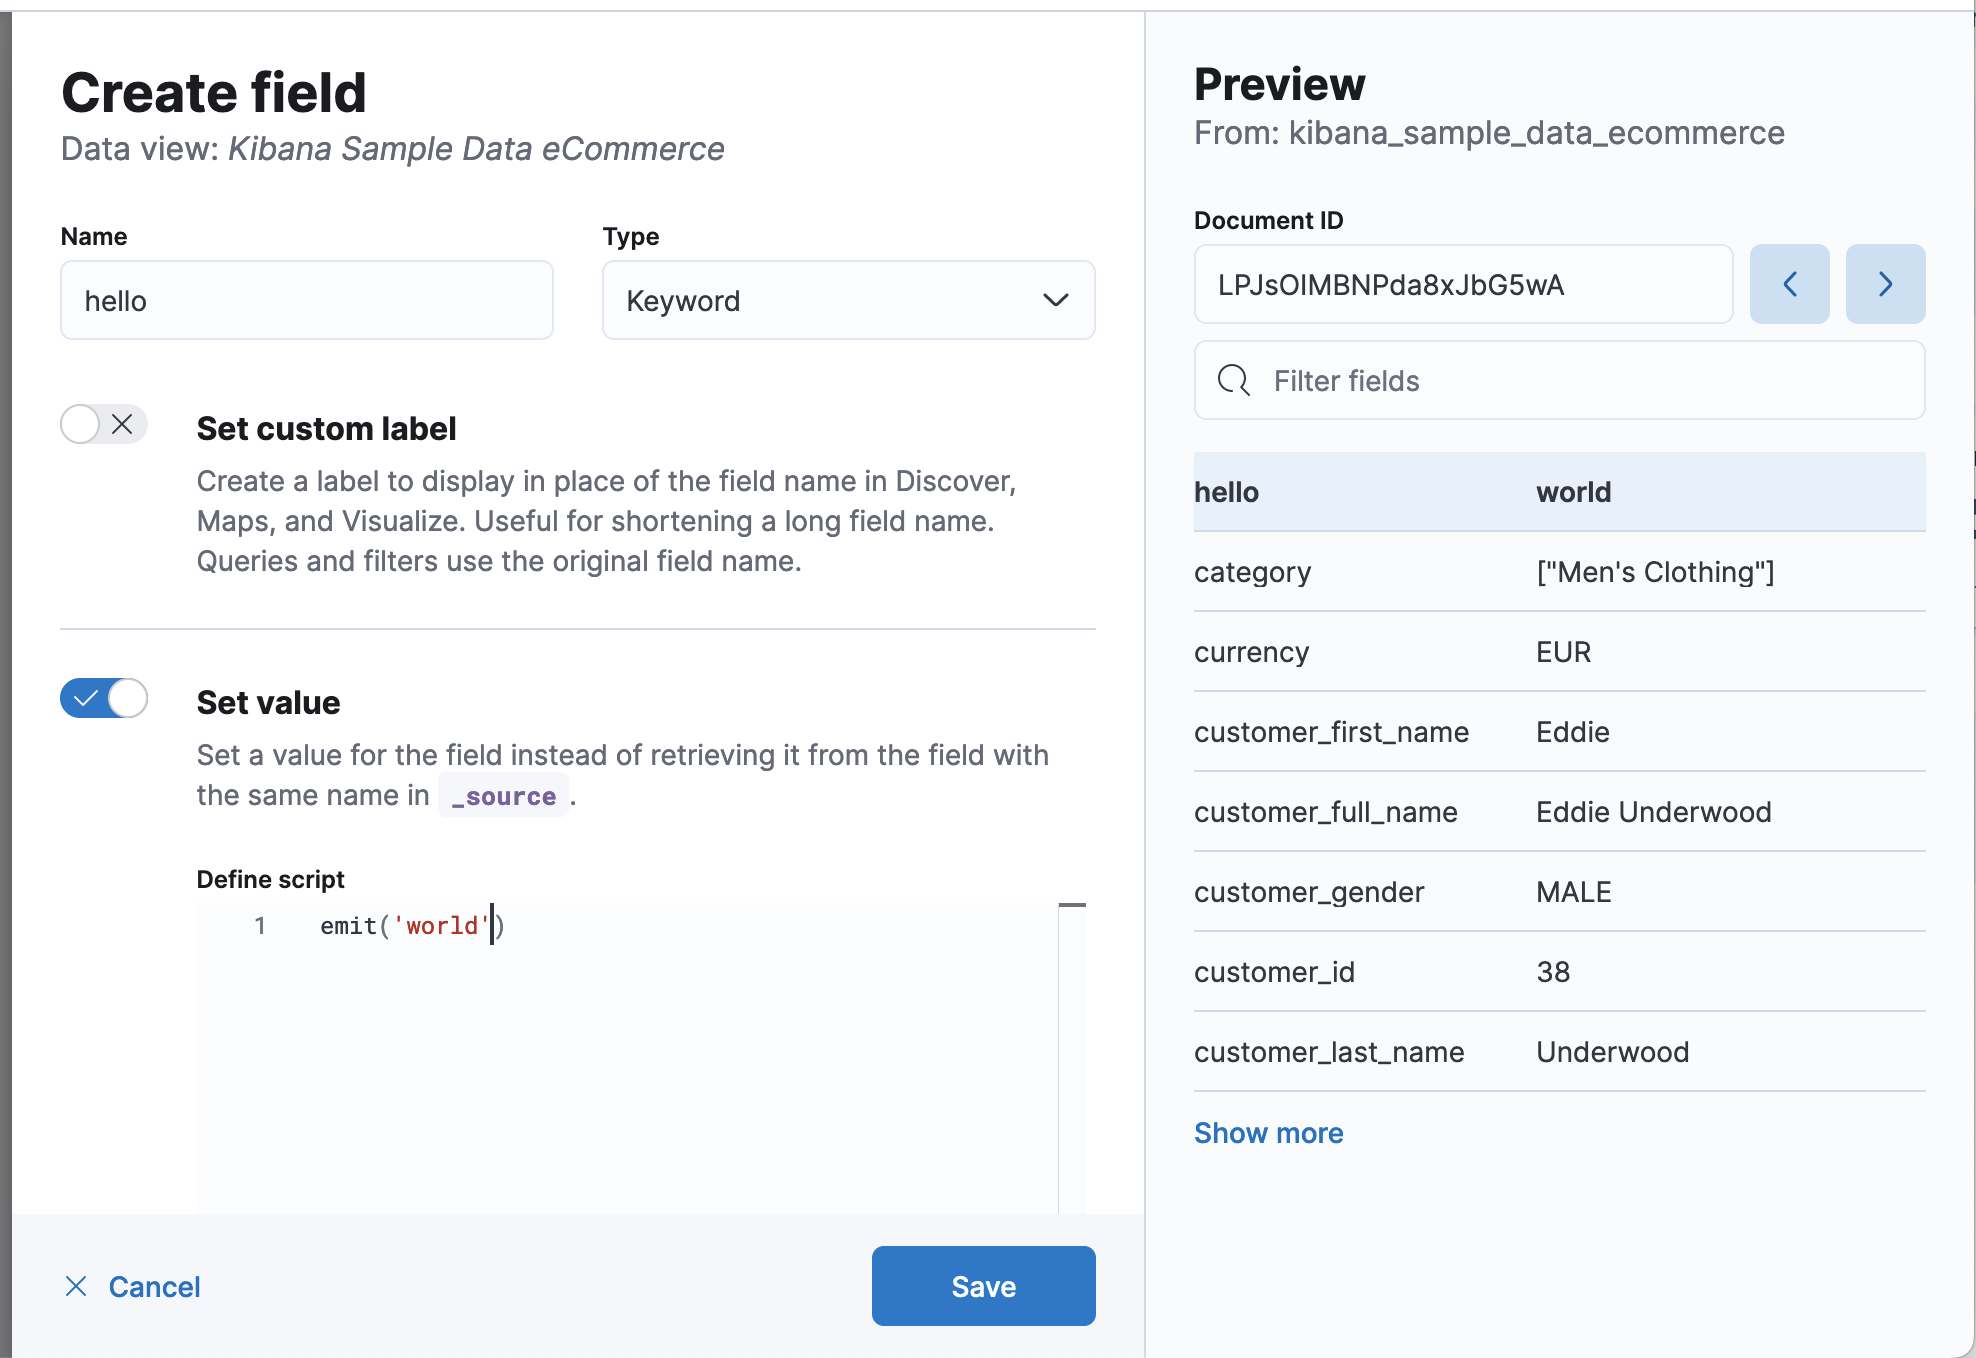 Create field
Data view: Kibana Sample Data eCommerce
Name
Type
hello
Keyword
Set custom label
Create a label to display in place of the field name in Discover,
Maps, and Visualize. Useful for shortening a long field name.
Queries and filters use the original field name.
Set value
Set a value for the field instead of retrieving it from the field with
the same name in _source .
Define script
1 emit('world')
Cancel
Save
Preview
From: kibana_sample_data_ecommerce
Document ID
LPJsOIMBNPda8xJbG5wA
Filter fields
hello world
category ["Men's Clothing"]
currency EUR
customer_first_name Eddie
customer_full_name Eddie Underwood
customer_gender MALE
customer_id 38
customer_last_name Underwood
Show more